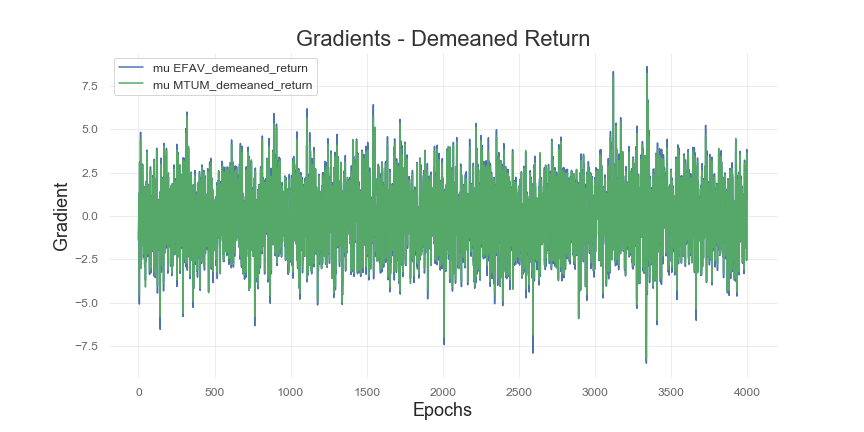 Gradients - Demeaned Return
mu EFAV_demeaned_return
mu MTUM_demeaned_return
7.5
5.0
2.5
0.0
−2.5
−5.0
−7.5
Gradient
0 500 1000 1500 2000 2500 3000 3500 4000
Epochs